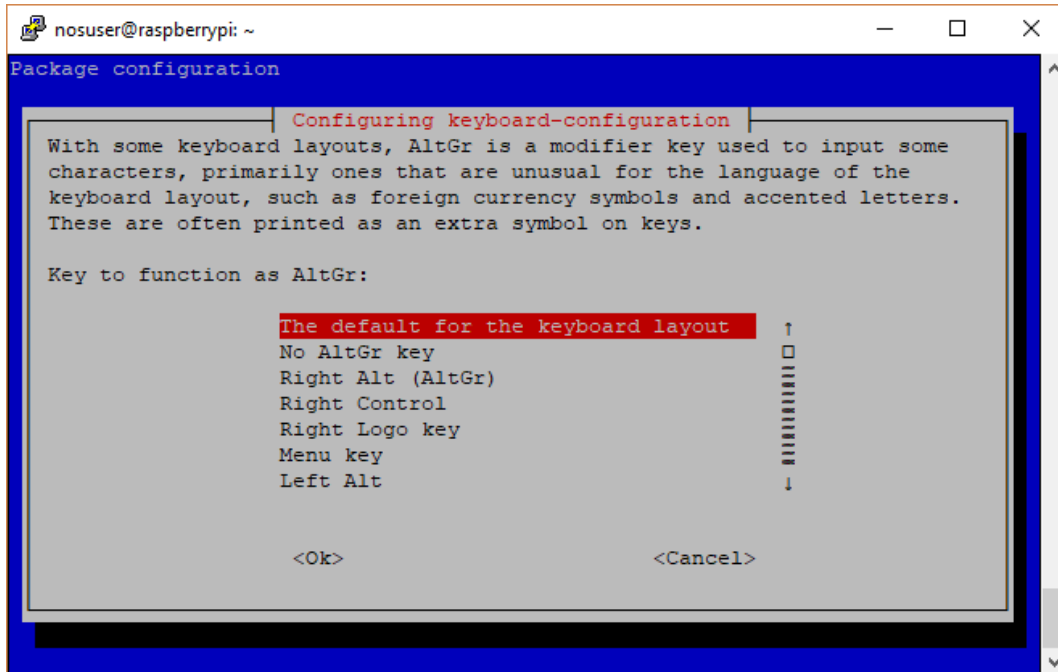 nosuser@raspberrypi: ~
Package configuration
Configuring keyboard-configuration
With some keyboard layouts, AltGr is a modifier key used to input some
characters, primarily ones that are unusual for the language of the
keyboard layout, such as foreign currency symbols and accented letters.
These are often printed as an extra symbol on keys.
Key to function as AltGr:
The default for the keyboard layout
No AltGr key
Right Alt (AltGr)
Right Control
Right Logo key
Menu key
Left Alt
<Ok> <Cancel>